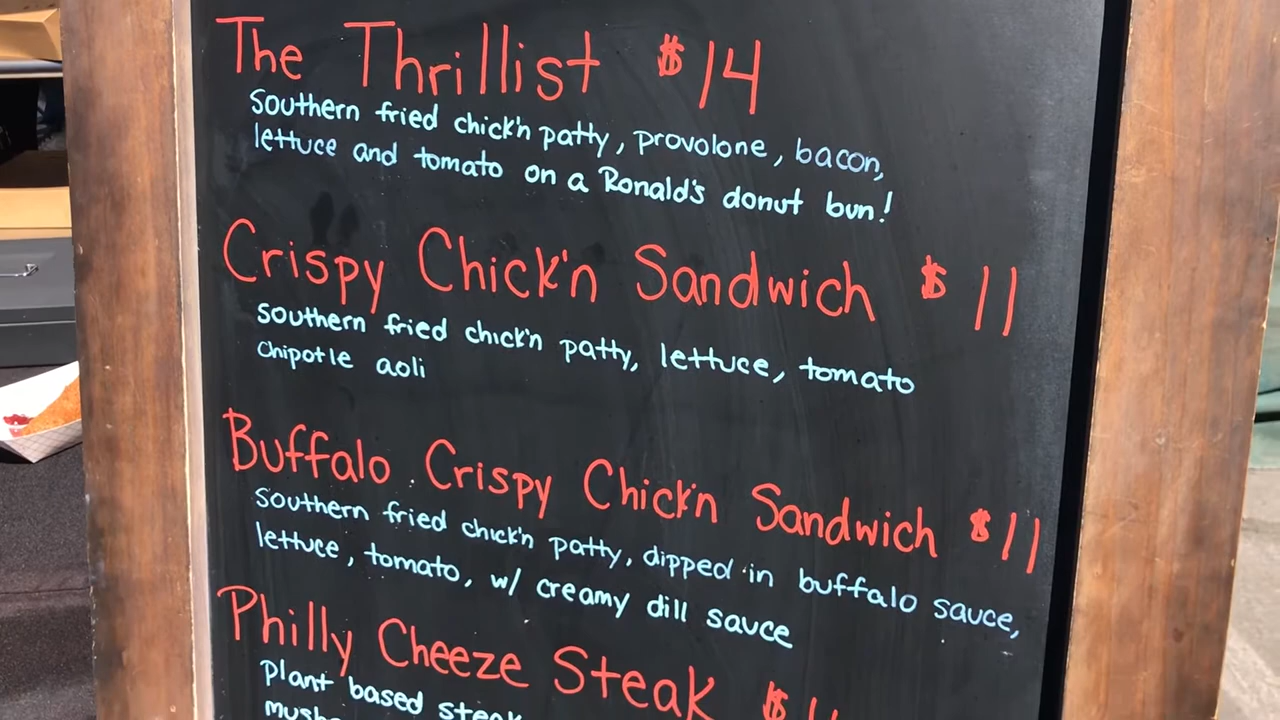 The Thrillist $14
Southern fried chick'n patty, provolone, bacon,
lettuce and tomato on a Ronald's donut bun!
Crispy Chick'n Sandwich $11
Southern fried chick'n patty, lettuce, tomato
Chipotle aoli
Buffalo Crispy Chick'n Sandwich $11
Southern fried chick'n patty, dipped in buffalo sauce,
lettuce, tomato, w/ creamy dill sauce
Philly Cheeze Steak $
Plant based steak